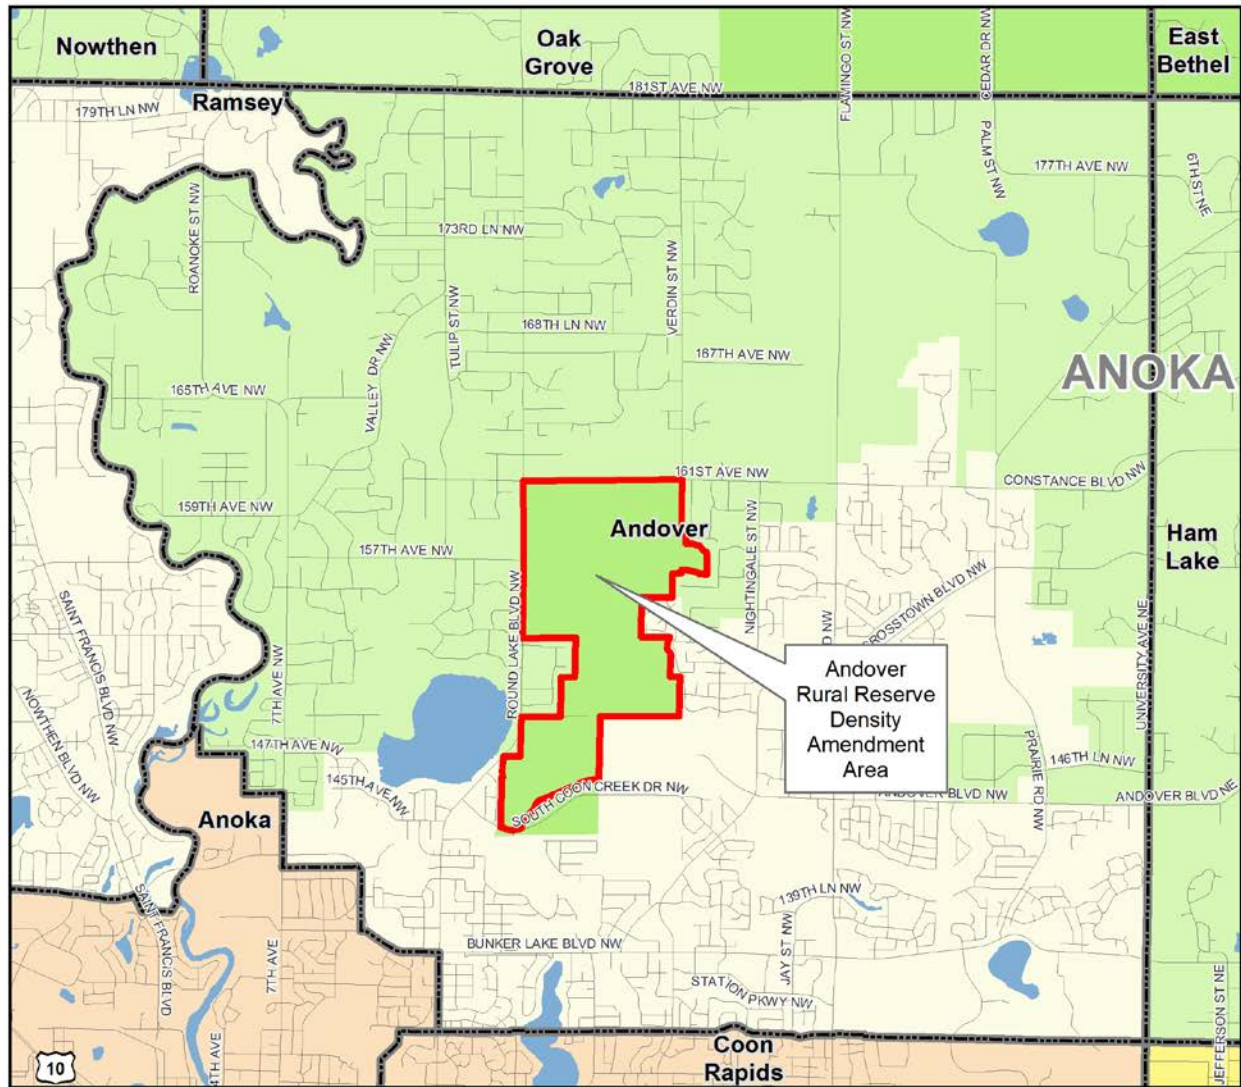 Nowthen
Oak
Grove
East
Bethel
FLAMINGO ST NW
CEDAR DR NW
181ST AVE NW
179TH LN NW
Ramsey
PALM ST NW
177TH AVE NW
6TH ST NE
ROANOKE ST NW
173RD LN NW
VERDIN ST NW
TULIP ST NW
168TH LN NW
VALLEY DR NW
167TH AVE NW
ANOKA
165TH AVE NW
161ST AVE NW
CONSTANCE BLVD NW
159TH AVE NW
Andover
NIGHTINGALE ST NW
Ham
Lake
157TH AVE NW
ROUND LAKE BLVD NW
SAINT FRANCIS BLVD NW
CROSSTOWN BLVD NW
D NW
UNIVERSITY AVE NE
Andover
Rural Reserve
Density
Amendment
Area
7TH AVE NW
NOWTHEN BLVD NW
147TH AVE NW
145TH AVE NW
PRAIRIE RD NW
146TH LN NW
SOUTH COON CREEK DR NW
ANDOVER BLVD NW
ANDOVER BLVD NE
Anoka
139TH LN NW
SAINT FRANCIS BLVD
7TH AVE
BUNKER LAKE BLVD NW
JAY ST NW
STATION PKWY NW
JEFFERSON ST NE
4TH AVE
Coon
Rapids
10